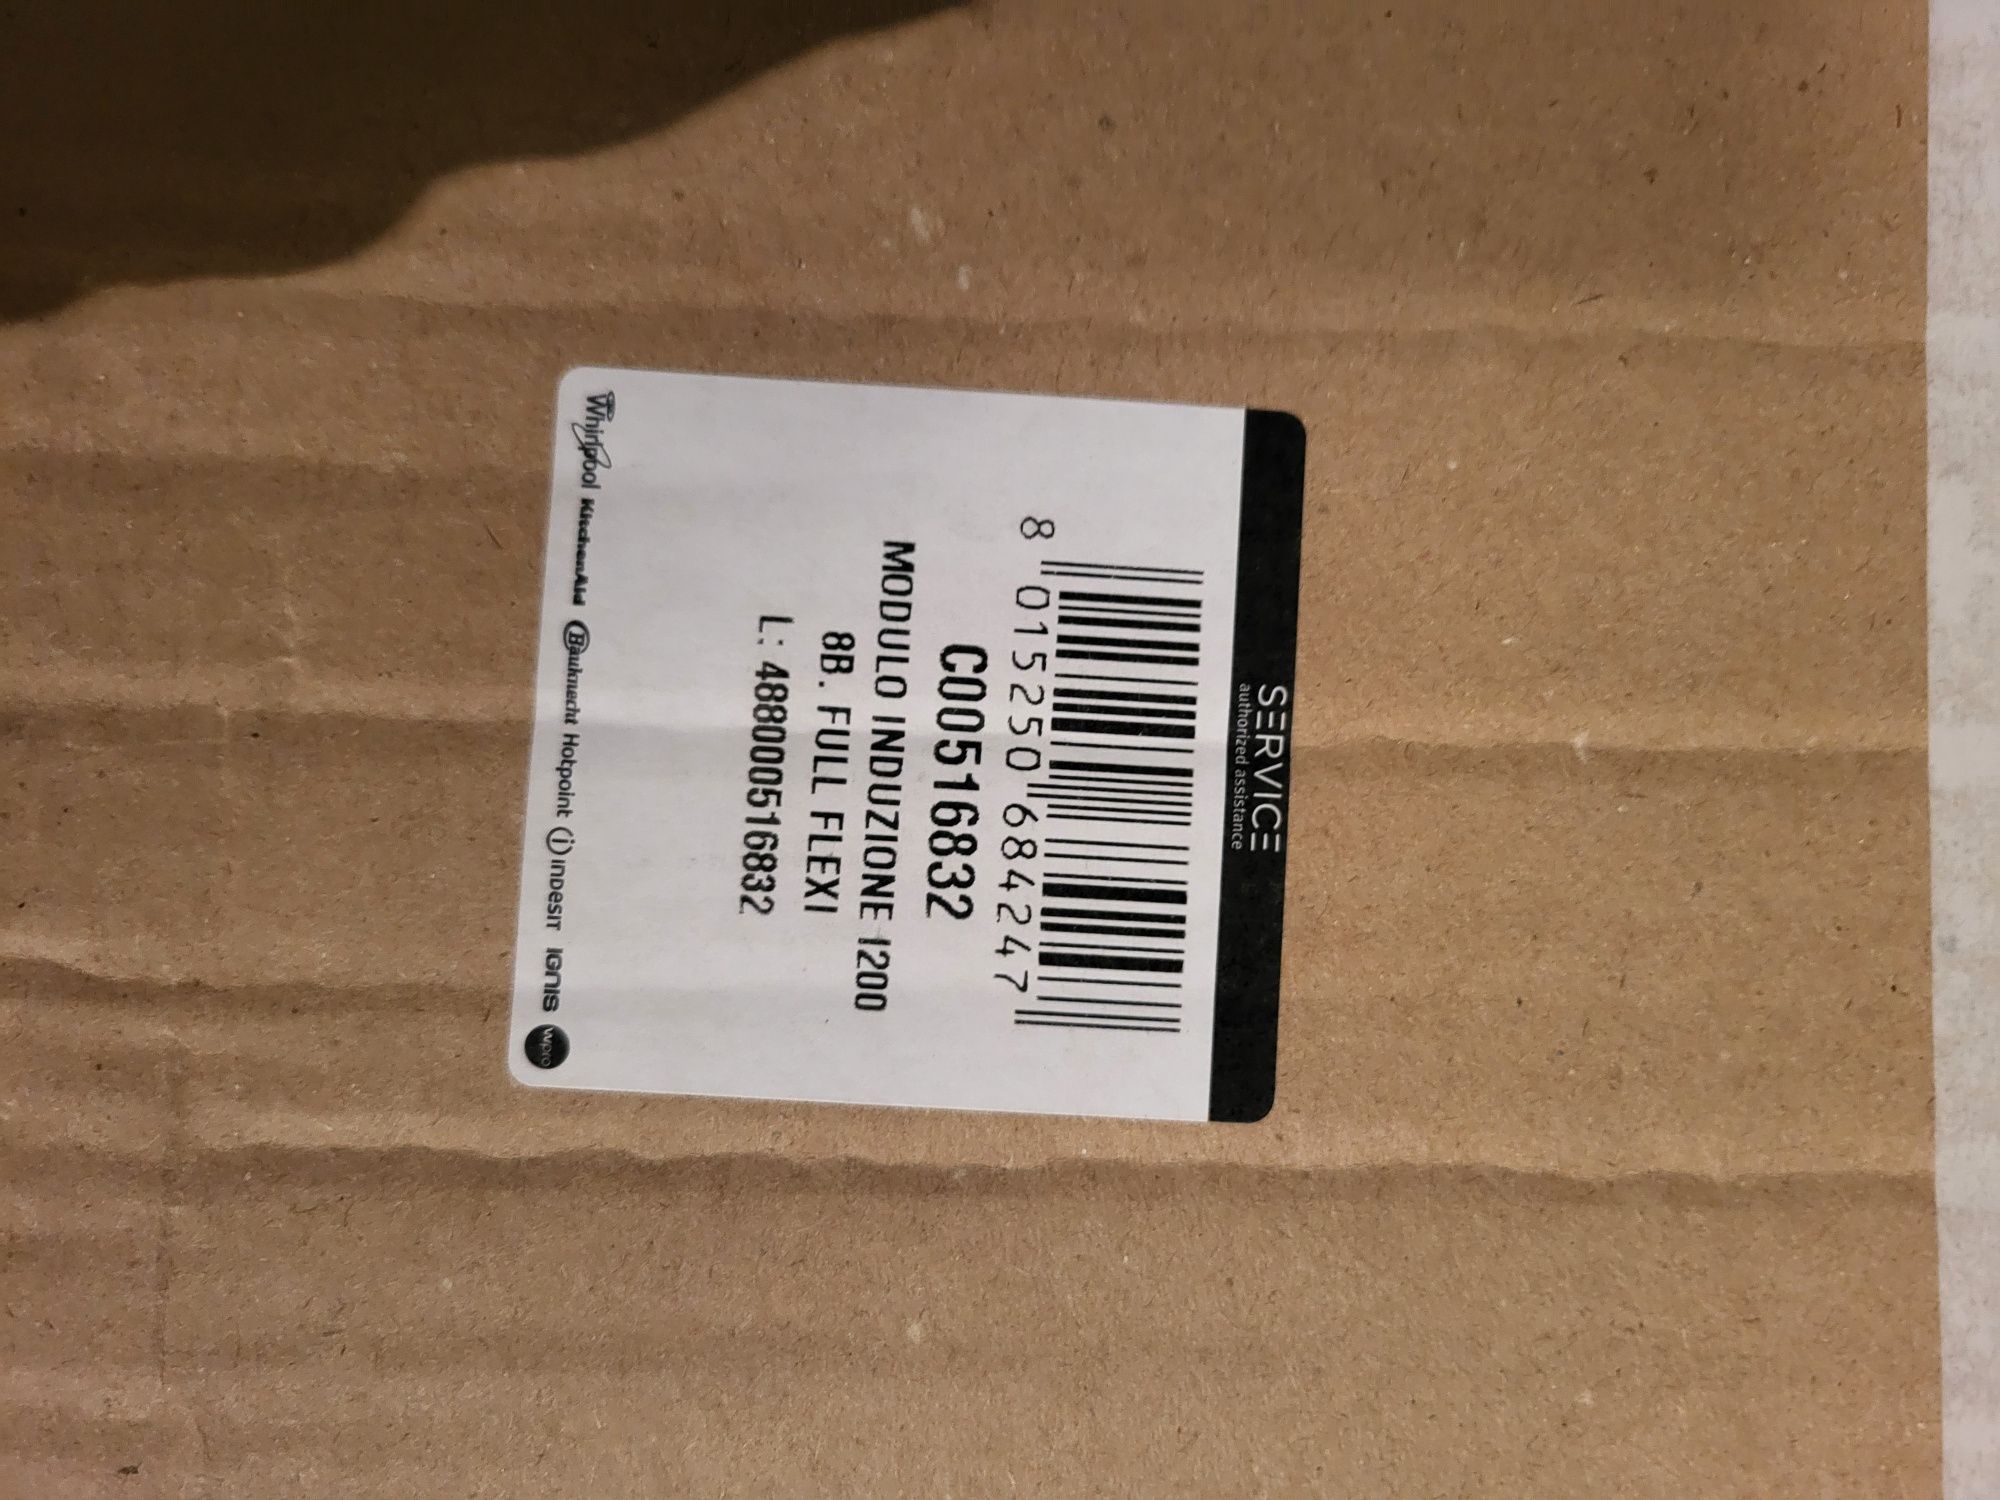 SERVICE
authorized assistance
8 015250 684247
C00516832
MODULO INDUZIONE 1200
8B. FULL FLEXI
L: 488000516832
Whirlpool KitchenAid Bauknecht Hotpoint indesit IGNIS wpro